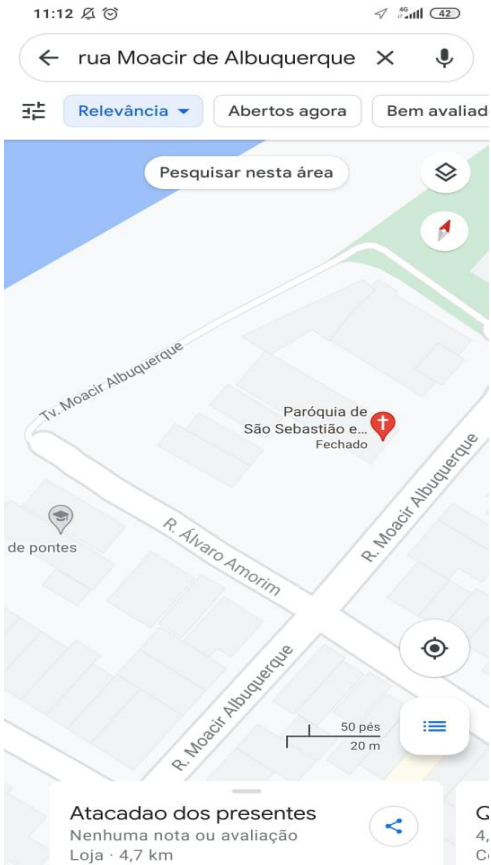 11:12
4G
42
rua Moacir de Albuquerque
Relevância
Abertos agora
Bem avaliad
Pesquisar nesta área
Tv. Moacir Albuquerque
Paróquia de
São Sebastião e...
Fechado
R. Moacir Albuquerque
de pontes
R. Álvaro Amorim
R. Moacir Albuquerque
50 pés
20 m
Atacadao dos presentes
Nenhuma nota ou avaliação
Loja · 4,7 km
Q
4,